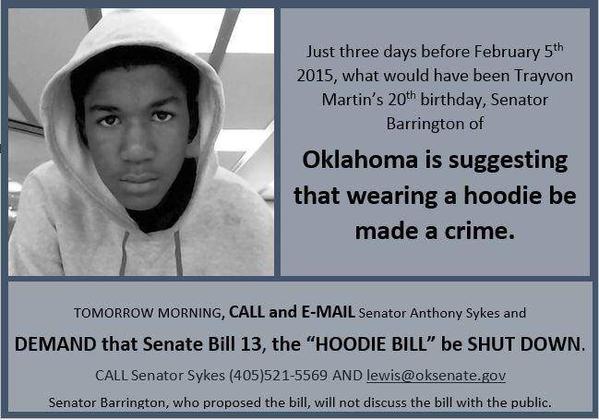 Just three days before February 5th
2015, what would have been Trayvon
Martin's 20th birthday, Senator
Barrington of
Oklahoma is suggesting
that wearing a hoodie be
made a crime.
TOMORROW MORNING, CALL and E-MAIL Senator Anthony Sykes and
DEMAND that Senate Bill 13, the “HOODIE BILL” be SHUT DOWN.
CALL Senator Sykes (405)521-5569 AND lewis@oksenate.gov
Senator Barrington, who proposed the bill, will not discuss the bill with the public.